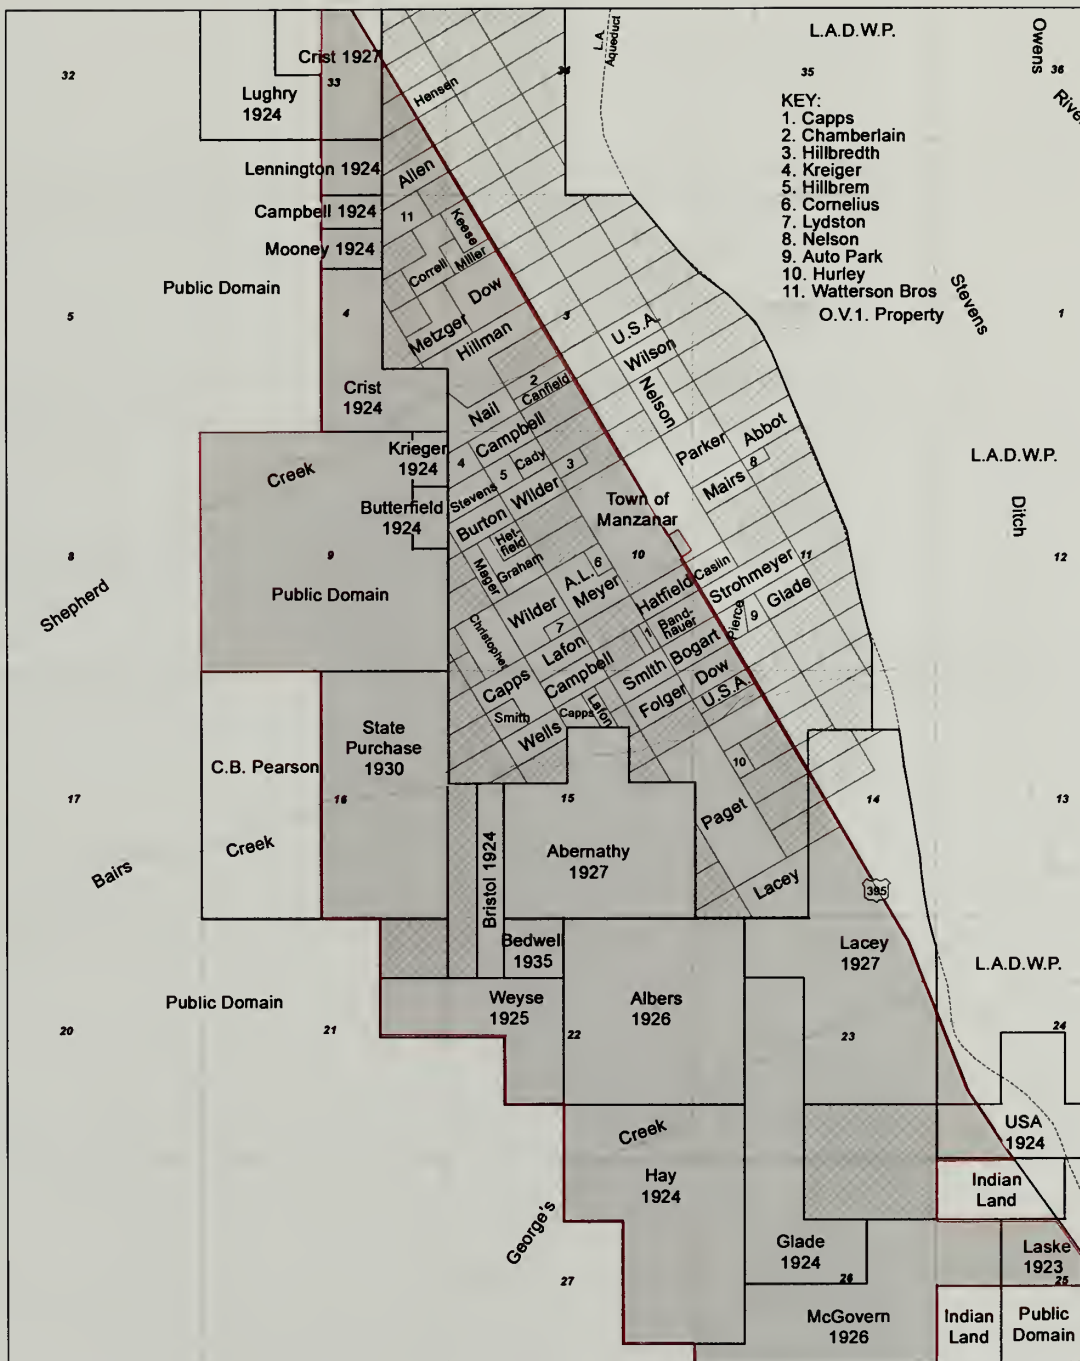 L.A.D.W.P.
Owens
River
L.A.
Aqueduct
32
Crist 1927
33
34
35
36
Hensen
Lughry
1924
KEY:
1. Capps
2. Chamberlain
3. Hillbredth
4. Kreiger
5. Hillbrem
6. Cornelius
7. Lydston
8. Nelson
9. Auto Park
10. Hurley
11. Watterson Bros
O.V.1. Property
Lennington 1924
Allen
Campbell 1924
11
Keese
Mooney 1924
Correll
Miller
Public Domain
Dow
Stevens
5
4
Metzger
Hillman
3
U.S.A.
1
Wilson
Crist
1924
2
Canfield
Nelson
Nail
Campbell
Parker
Abbot
Krieger
1924
4
Cady
3
8
L.A.D.W.P.
Creek
5
Stevens
Wilder
Mairs
Butterfield
1924
Burton
Town of
Manzanar
Ditch
Het-
field
8
9
Mager
Graham
A.L.
6
10
Caslin
11
12
Shepherd
Public Domain
Meyer
Hatfield
Strohmeyer
Glade
Wilder
Pierce
9
Christopher
7
Lafon
1
Band-
hauer
Campbell
Smith
Bogart
Capps
Folger
Dow
U.S.A.
State
Purchase
1930
Smith
Capps
Lafon
Wells
C.B. Pearson
10
17
16
15
14
13
Paget
Creek
Bristol 1924
Abernathy
1927
Bairs
Lacey
395
Bedwell
1935
Lacey
1927
L.A.D.W.P.
Public Domain
Weyse
1925
Albers
1926
20
21
22
23
24
Creek
USA
1924
Hay
1924
Indian
Land
George's
Glade
1924
Laske
1923
27
26
25
McGovern
1926
Indian
Land
Public
Domain